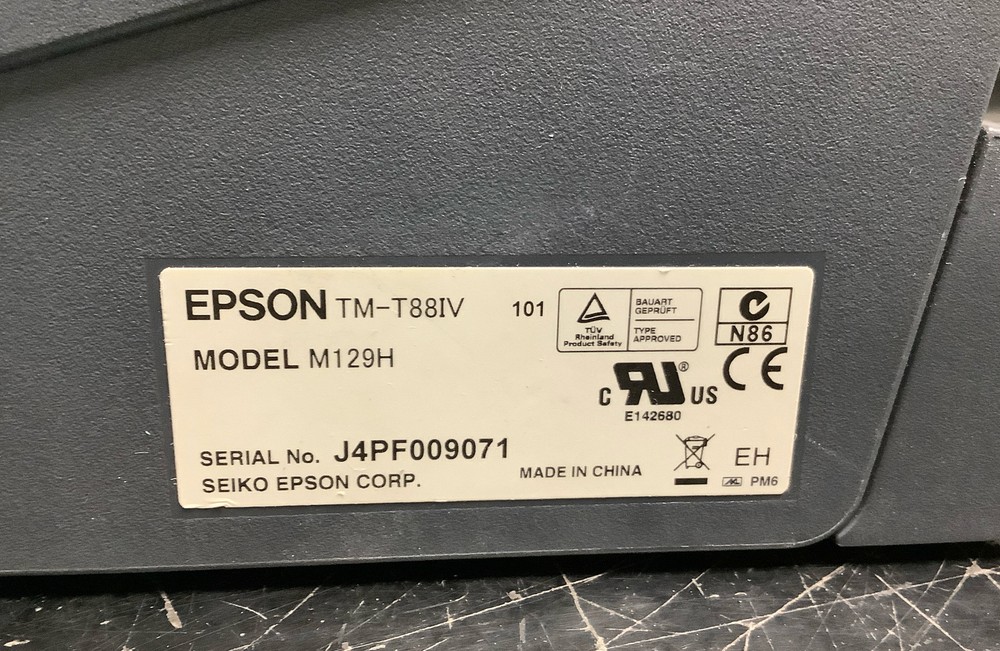 EPSON TM-T88IV 101
TÜV
Rheinland
Product Safety
BAUART
GEPRÜFT
TYPE
APPROVED
N86
MODEL M129H
C US
E142680
CE
SERIAL No. J4PF009071
SEIKO EPSON CORP.
MADE IN CHINA
EH
PM6